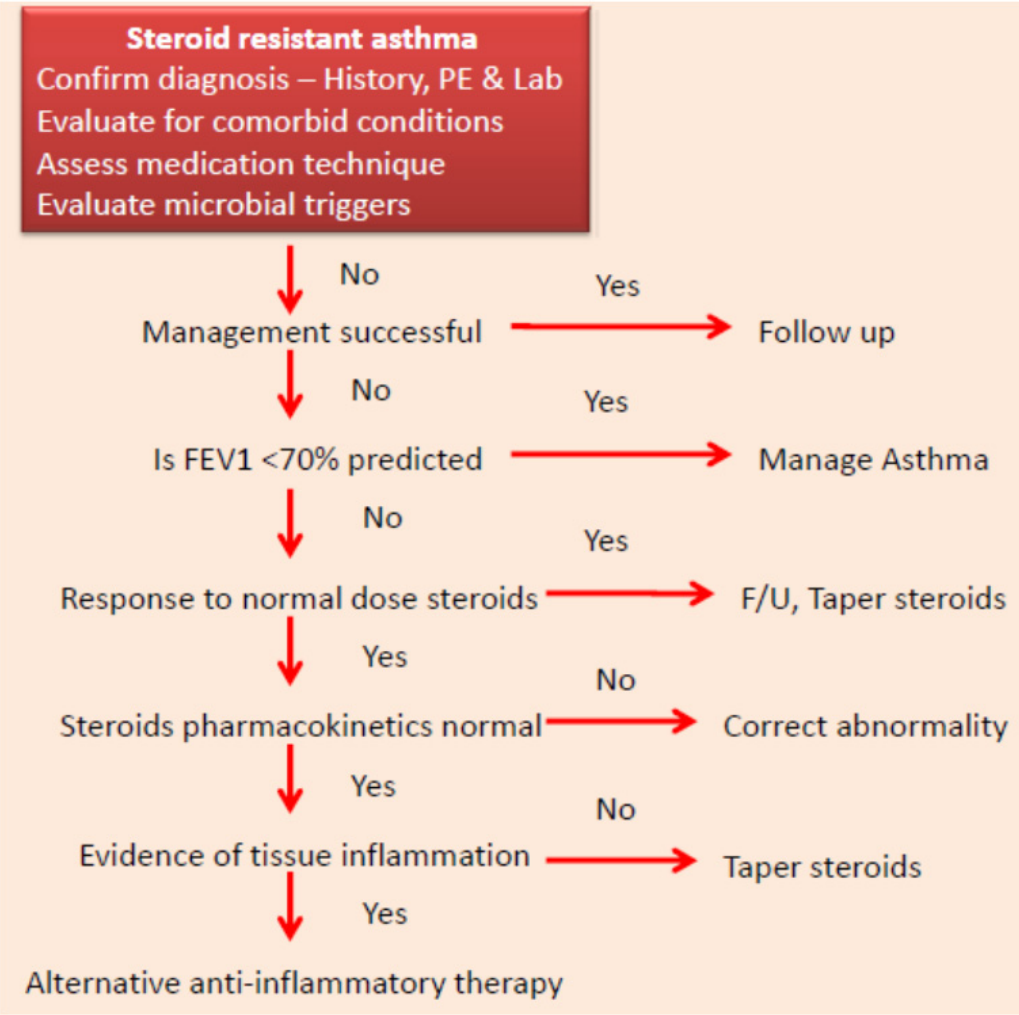 Steroid resistant asthma
Confirm diagnosis – History, PE & Lab
Evaluate for comorbid conditions
Assess medication technique
Evaluate microbial triggers
No
Yes
Management successful
Follow up
No
Yes
Is FEV1 <70% predicted
Manage Asthma
No
Yes
Response to normal dose steroids
F/U, Taper steroids
Yes
No
Steroids pharmacokinetics normal
Correct abnormality
Yes
No
Evidence of tissue inflammation
Taper steroids
Yes
Alternative anti-inflammatory therapy